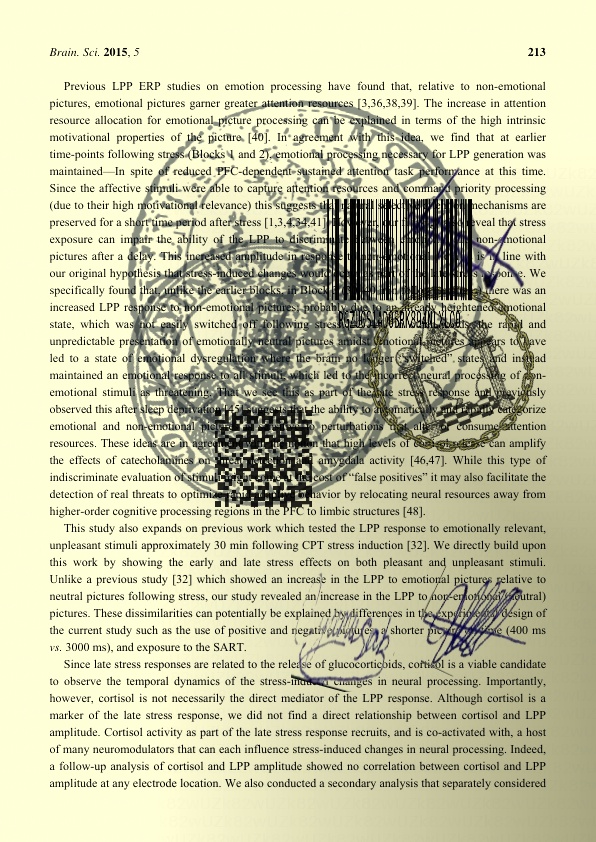 Brain. Sci. 2015, 5 213
Previous LPP ERP studies on emotion processing have found that, relative to non-emotional
pictures, emotional pictures garner greater attention resources [3,36,38,39]. The increase in attention
resource allocation for emotional picture processing can be explained in terms of the high intrinsic
motivational properties of the picture [40]. In agreement with this idea, we find that at earlier
time-points following stress (Blocks 1 and 2), emotional processing necessary for LPP generation was
maintained—In spite of reduced PFC-dependent sustained attention task performance at this time.
Since the affective stimuli were able to capture attention resources and command priority processing
(due to their high motivational relevance) this suggests that mechanisms are
preserved for a short time period after stress [1,3,4,34,41]. reveal that stress
exposure can impair the ability of the LPP to discriminate non-emotional
pictures after a delay. This increased amplitude in response is in line with
our original hypothesis that stress-induced changes would response. We
specifically found that, unlike the earlier blocks, in Block there was an
increased LPP response to non-emotional pictures, probably heightened emotional
state, which was not easily switched off following stress the rapid and
unpredictable presentation of emotionally neutral pictures amidst appears to have
led to a state of emotional dysregulation where the brain no longer “switched” states and instead
maintained an emotional response to all stimuli, which led to the incorrect neural processing of non-
emotional stimuli as threatening. That we see this as part of the late stress response and previously
observed this after sleep deprivation [45] suggests that the ability to automatically and rapidly categorize
emotional and non-emotional perturbations that consume attention
resources. These ideas are in that high levels of can amplify
the effects of catecholamines on amygdala activity [46,47]. While this type of
indiscriminate evaluation of stimuli cost of “false positives” it may also facilitate the
detection of real threats to optimize behavior by relocating neural resources away from
higher-order cognitive processing regions in the PFC to limbic structures [48].
This study also expands on previous work which tested the LPP response to emotionally relevant,
unpleasant stimuli approximately 30 min following CPT stress induction [32]. We directly build upon
this work by showing the early and late stress effects on both pleasant and unpleasant stimuli.
Unlike a previous study [32] which showed an increase in the LPP to emotional pictures relative to
neutral pictures following stress, our study revealed an increase in the LPP to non-emotional (neutral)
pictures. These dissimilarities can potentially be explained by differences in the experimental design of
the current study such as the use of positive and negative pictures, a shorter picture (400 ms
vs. 3000 ms), and exposure to the SART.
Since late stress responses are related to the release of glucocorticoids, cortisol is a viable candidate
to observe the temporal dynamics of the stress-induced changes in neural processing. Importantly,
however, cortisol is not necessarily the direct mediator of the LPP response. Although cortisol is a
marker of the late stress response, we did not find a direct relationship between cortisol and LPP
amplitude. Cortisol activity as part of the late stress response recruits, and is co-activated with, a host
of many neuromodulators that can each influence stress-induced changes in neural processing. Indeed,
a follow-up analysis of cortisol and LPP amplitude showed no correlation between cortisol and LPP
amplitude at any electrode location. We also conducted a secondary analysis that separately considered